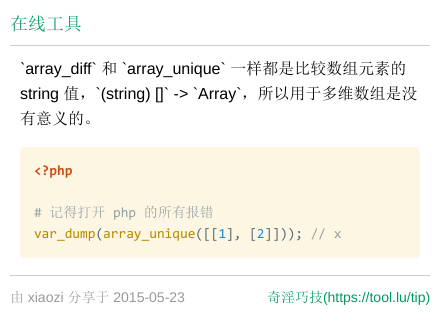 在线工具
`array_diff` 和 `array_unique` 一样都是比较数组元素的
string 值，`(string) []` -> `Array`，所以用于多维数组是没
有意义的。
<?php
# 记得打开 php 的所有报错
var_dump(array_unique([[1], [2]])); // x
由 xiaozi 分享于 2015-05-23
奇淫巧技(https://tool.lu/tip)